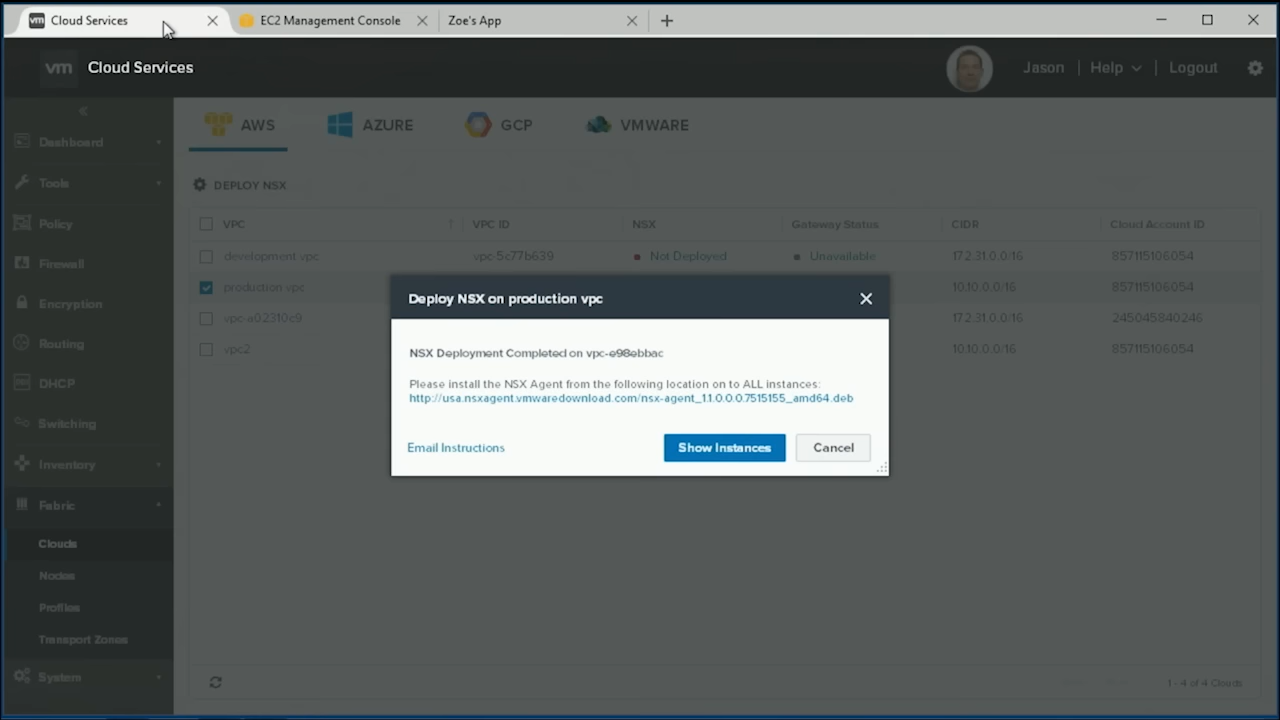 vm Cloud Services
EC2 Management Console
Zoe's App
vm Cloud Services
Jason | Help | Logout
Dashboard
Tools
Policy
Firewall
Encryption
Routing
DHCP
Switching
Inventory
Fabric
Clouds
Nodes
Profiles
Transport Zones
System
AWS AZURE GCP VMWARE
DEPLOY NSX
VPC VPC ID NSX Gateway Status CIDR Cloud Account ID
development vpc vpc-5c77b639 Not Deployed Unavailable 172.31.0.0/16 857115106054
production vpc 10.10.0.0/16 857115106054
vpc-a02310c9 172.31.0.0/16 245045840246
vpc2 10.10.0.0/16 857115106054
Deploy NSX on production vpc
NSX Deployment Completed on vpc-e98ebbac
Please install the NSX Agent from the following location on to ALL instances:
http://usa.nsxagent.vmwaredownload.com/nsx-agent_1.1.0.0.0.7515155_amd64.deb
Email Instructions Show Instances Cancel
1 - 4 of 4 Clouds